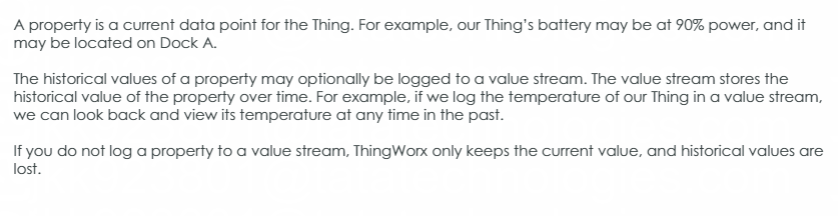 A property is a current data point for the Thing. For example, our Thing's battery may be at 90% power, and it
may be located on Dock A.
The historical values of a property may optionally be logged to a value stream. The value stream stores the
historical value of the property over time. For example, if we log the temperature of our Thing in a value stream,
we can look back and view its temperature at any time in the past.
If you do not log a property to a value stream, ThingWorx only keeps the current value, and historical values are
lost.